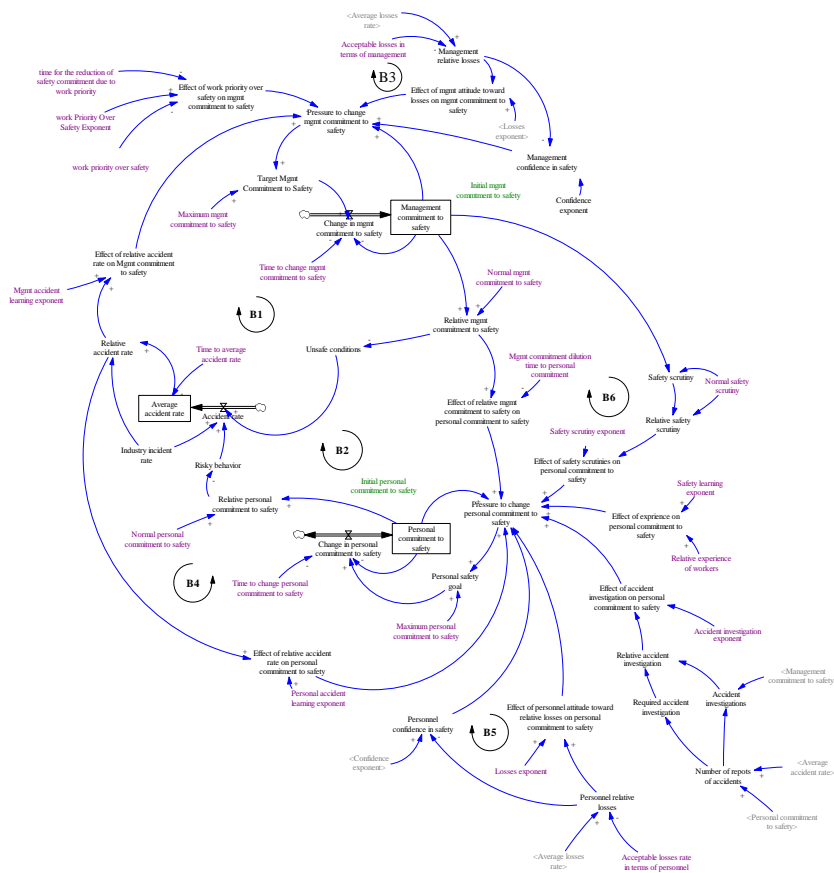 <Average losses
rate>
Acceptable losses in
terms of management
Management
relative losses
B3
time for the reduction of
safety commitment due to
work priority
Effect of work priority over
safety on mgmt
commitment to safety
Effect of mgmt attitude toward
losses on mgmt commitment to
safety
work Priority Over
Safety Exponent
Pressure to change
mgmt commitment to
safety
<Losses
exponent>
work priority over safety
Management
confidence in safety
Target Mgmt
Commitment to Safety
Initial mgmt
commitment to safety
Confidence
exponent
Maximum mgmt
commitment to safety
Management
commitment to
safety
Change in mgmt
commitment to safety
Effect of relative accident
rate on Mgmt commitment
to safety
Time to change mgmt
commitment to safety
Mgmt accident
learning exponent
Normal mgmt
commitment to safety
B1
Relative mgmt
commitment to safety
Relative
accident rate
Time to average
accident rate
Unsafe conditions
Mgmt commitment dilution
time to personal
commitment
Safety scrutiny
Normal safety
scrutiny
B6
Average
accident rate
Accident rate
Effect of relative mgmt
commitment to safety on
personal commitment to safety
Relative safety
scrutiny
Safety scrutiny exponent
Industry incident
rate
B2
Risky behavior
Effect of safety scrutinies on
personal commitment to
safety
Initial personal
commitment to safety
Safety learning
exponent
Relative personal
commitment to safety
Pressure to change
personal commitment to
safety
Effect of exprience on
personal commitment to
safety
Normal personal
commitment to safety
Personal
commitment to
safety
Change in personal
commitment to safety
Relative experience
of workers
B4
Time to change personal
commitment to safety
Personal safety
goal
Effect of accident
investigation on personal
commitment to safety
Maximum personal
commitment to safety
Accident investigation
exponent
Effect of relative accident
rate on personal
commitment to safety
Relative accident
investigation
<Management
commitment to safety
Personal accident
learning exponent
Accident
investigations
Required accident
investigation
Effect of personnel attitude toward
relative losses on personal
commitment to safety
Personnel
confidence in safety
B5
<Confidence
exponent>
Losses exponent
Number of repots
of accidents
<Average
accident rate>
Personnel relative
losses
<Personal commitment
to safety>
<Average losses
rate>
Acceptable losses rate
in terms of personnel